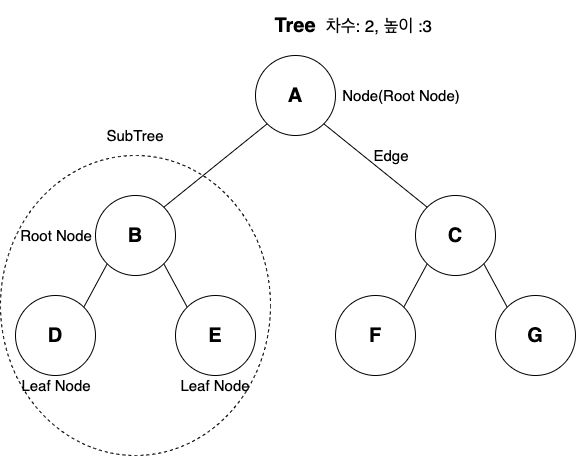 Tree 차수: 2, 높이 :3
A
Node(Root Node)
SubTree
Edge
Root Node
B
C
D
E
F
G
Leaf Node
Leaf Node